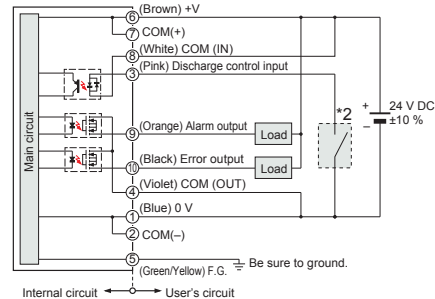 (Brown) +V
⑥
⑦ COM(+)
(White) COM (IN)
⑧
(Pink) Discharge control input
③
Main circuit
*2
+
−
24 V DC
±10 %
(Orange) Alarm output
⑨
Load
(Black) Error output
⑩
Load
(Violet) COM (OUT)
④
(Blue) 0 V
①
② COM(–)
⑤
Be sure to ground.
(Green/Yellow) F.G.
Internal circuit
User's circuit